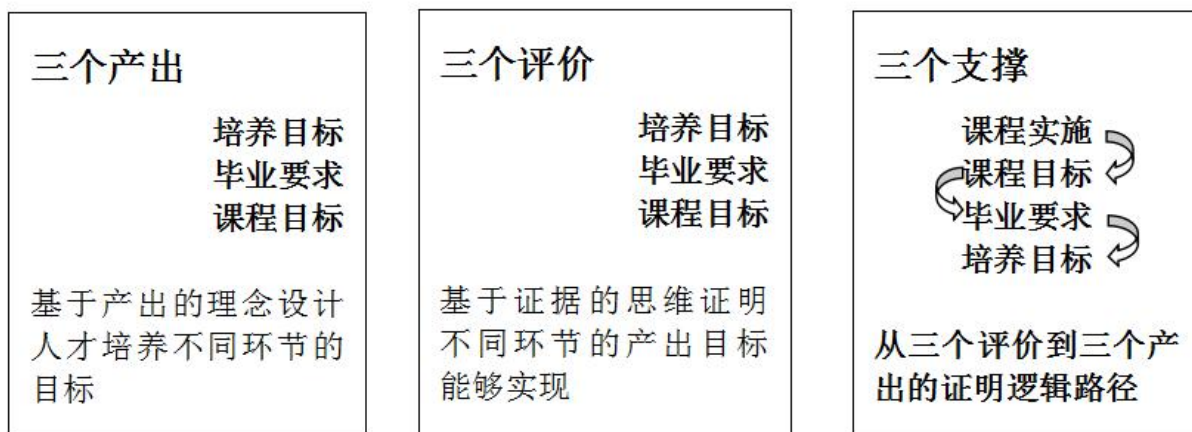 三个产出
培养目标
毕业要求
课程目标
基于产出的理念设计
人才培养不同环节的
目标
三个评价
培养目标
毕业要求
课程目标
基于证据的思维证明
不同环节的产出目标
能够实现
三个支撑
课程实施
课程目标
毕业要求
培养目标
从三个评价到三个产
出的证明逻辑路径